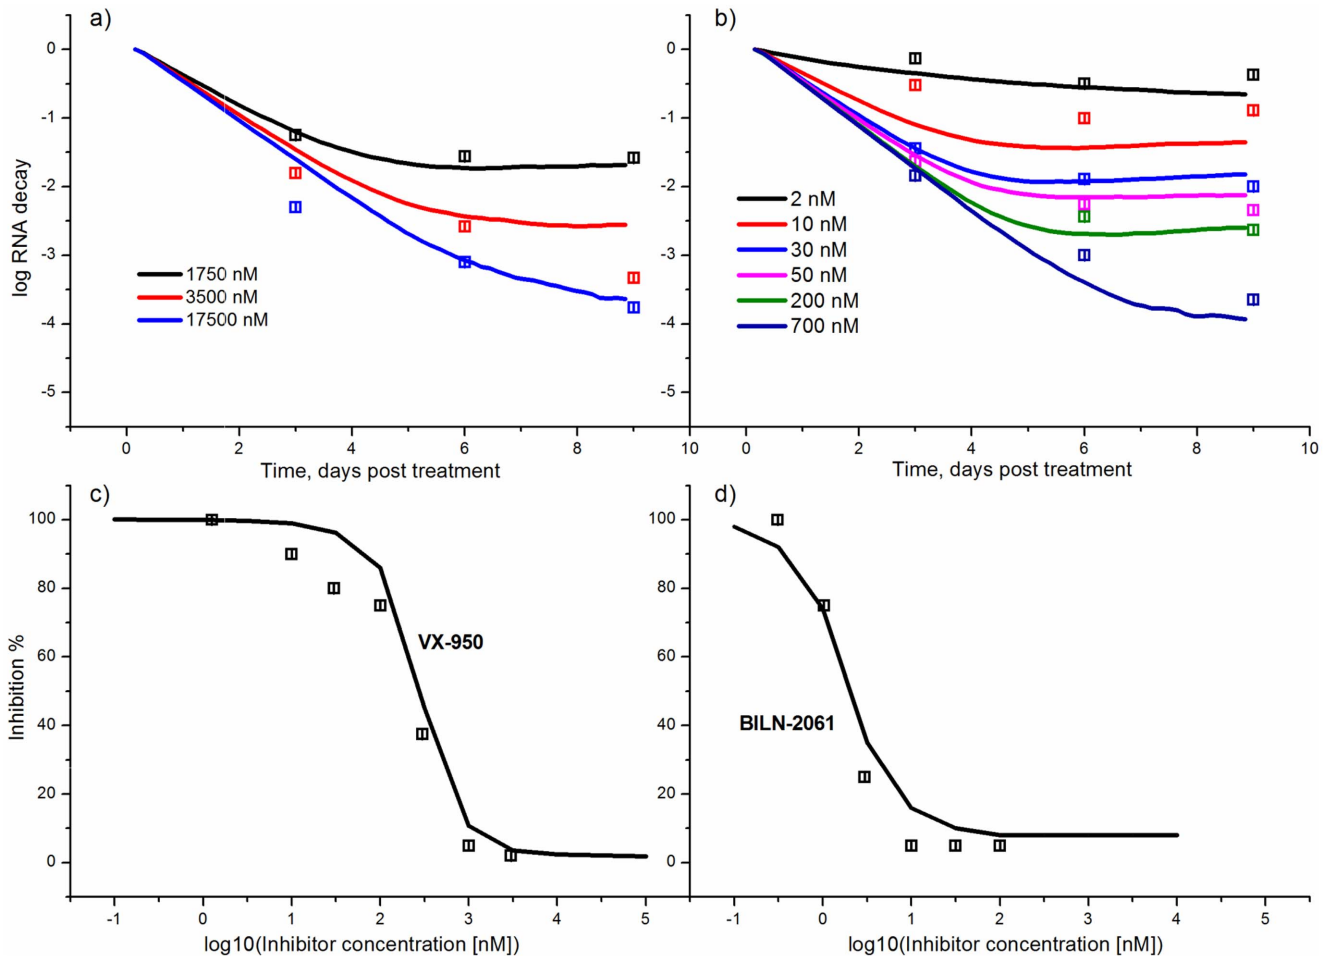 a)
b)
0
-1
-2
-3
-4
-5
log RNA decay
1750 nM
3500 nM
17500 nM
0 2 4 6 8 10
Time, days post treatment
0
-1
-2
-3
-4
-5
2 nM
10 nM
30 nM
50 nM
200 nM
700 nM
0 2 4 6 8 10
Time, days post treatment
c)
d)
100
80
60
40
20
0
Inhibition %
VX-950
-1 0 1 2 3 4 5
log10(Inhibitor concentration [nM])
100
80
60
40
20
0
BILN-2061
-1 0 1 2 3 4 5
log10(Inhibitor concentration [nM])